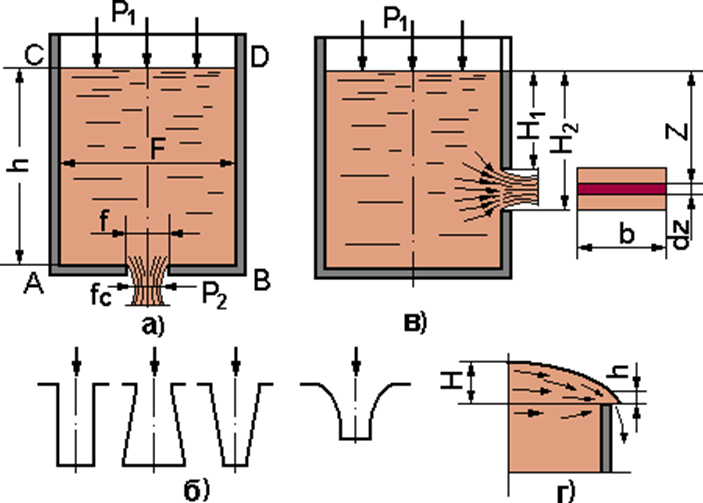 P₁
C
D
h
F
f
A
B
fc
P₂
а)
P₁
H₁
H₂
Z
b
dz
в)
б)
H
h
г)